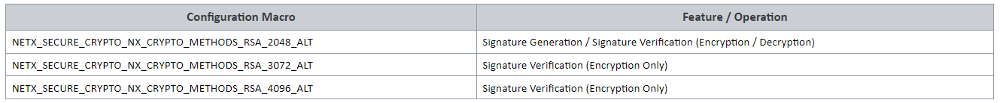 Configuration Macro Feature / Operation
NETX_SECURE_CRYPTO_NX_CRYPTO_METHODS_RSA_2048_ALT Signature Generation / Signature Verification (Encryption / Decryption)
NETX_SECURE_CRYPTO_NX_CRYPTO_METHODS_RSA_3072_ALT Signature Verification (Encryption Only)
NETX_SECURE_CRYPTO_NX_CRYPTO_METHODS_RSA_4096_ALT Signature Verification (Encryption Only)